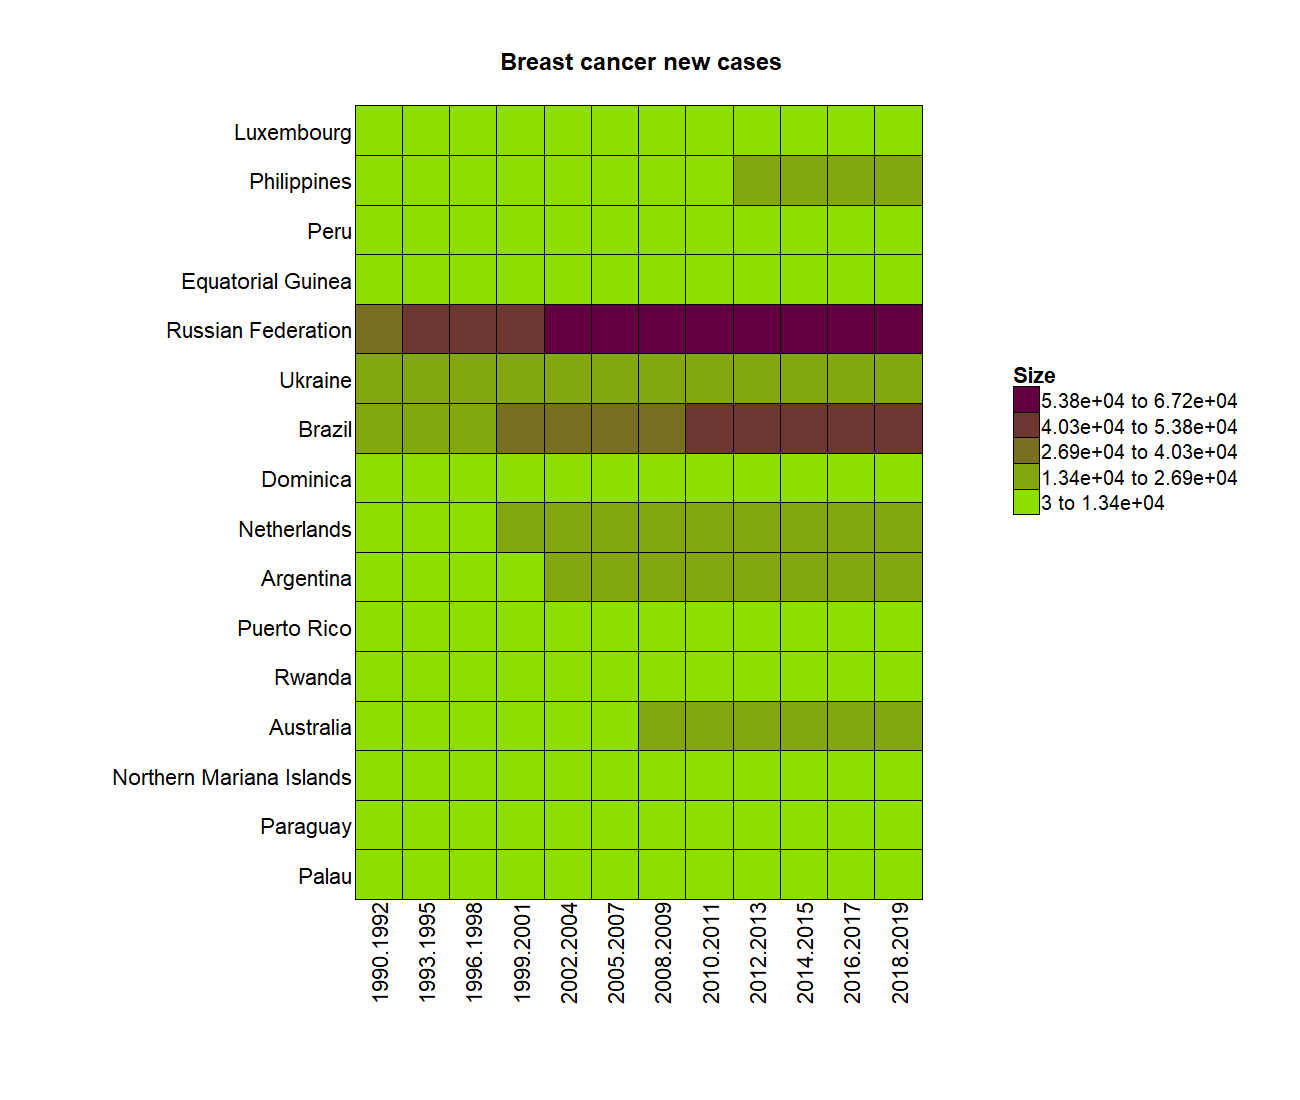 Breast cancer new cases
Luxembourg
Philippines
Peru
Equatorial Guinea
Russian Federation
Ukraine
Brazil
Dominica
Netherlands
Argentina
Puerto Rico
Rwanda
Australia
Northern Mariana Islands
Paraguay
Palau
1990.1992
1993.1995
1996.1998
1999.2001
2002.2004
2005.2007
2008.2009
2010.2011
2012.2013
2014.2015
2016.2017
2018.2019
Size
5.38e+04 to 6.72e+04
4.03e+04 to 5.38e+04
2.69e+04 to 4.03e+04
1.34e+04 to 2.69e+04
3 to 1.34e+04